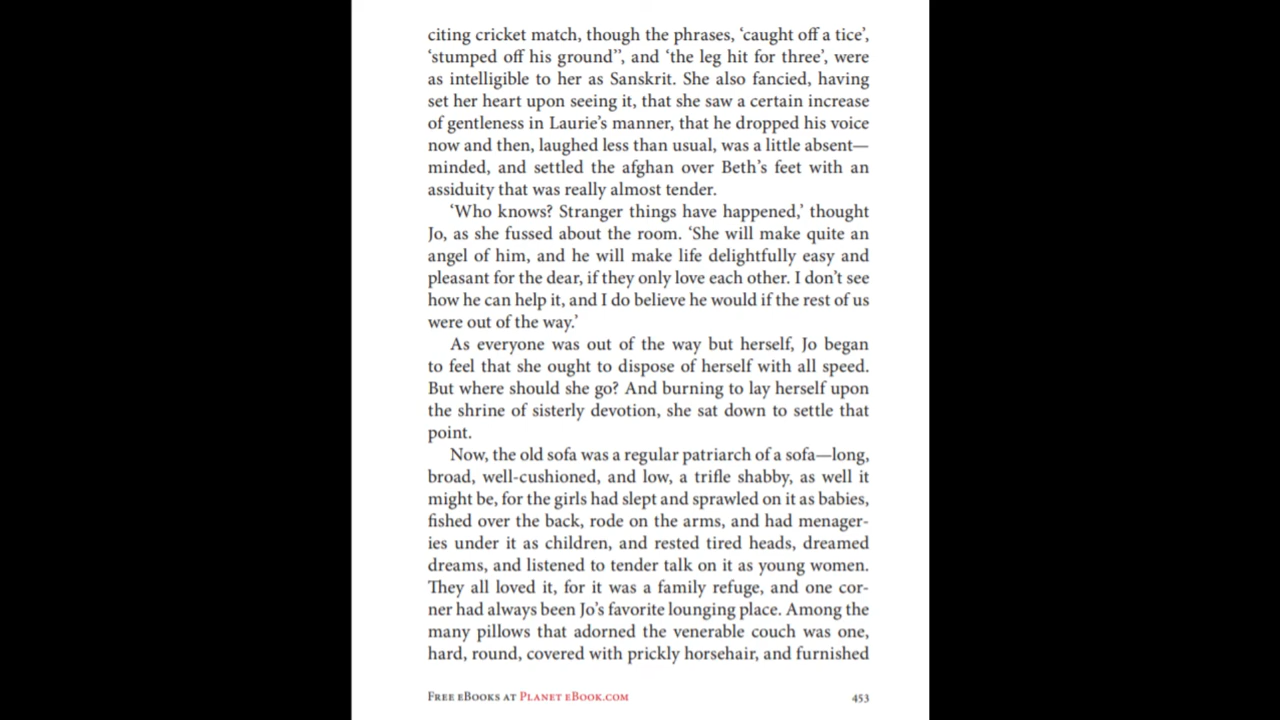 citing cricket match, though the phrases, ‘caught off a tice’,
‘stumped off his ground”, and ‘the leg hit for three’, were
as intelligible to her as Sanskrit. She also fancied, having
set her heart upon seeing it, that she saw a certain increase
of gentleness in Laurie’s manner, that he dropped his voice
now and then, laughed less than usual, was a little absent—
minded, and settled the afghan over Beth’s feet with an
assiduity that was really almost tender.
‘Who knows? Stranger things have happened,’ thought
Jo, as she fussed about the room. ‘She will make quite an
angel of him, and he will make life delightfully easy and
pleasant for the dear, if they only love each other. I don’t see
how he can help it, and I do believe he would if the rest of us
were out of the way.’
As everyone was out of the way but herself, Jo began
to feel that she ought to dispose of herself with all speed.
But where should she go? And burning to lay herself upon
the shrine of sisterly devotion, she sat down to settle that
point.
Now, the old sofa was a regular patriarch of a sofa—long,
broad, well-cushioned, and low, a trifle shabby, as well it
might be, for the girls had slept and sprawled on it as babies,
fished over the back, rode on the arms, and had menager-
ies under it as children, and rested tired heads, dreamed
dreams, and listened to tender talk on it as young women.
They all loved it, for it was a family refuge, and one cor-
ner had always been Jo’s favorite lounging place. Among the
many pillows that adorned the venerable couch was one,
hard, round, covered with prickly horsehair, and furnished
Free eBooks at Planet eBook.com 453